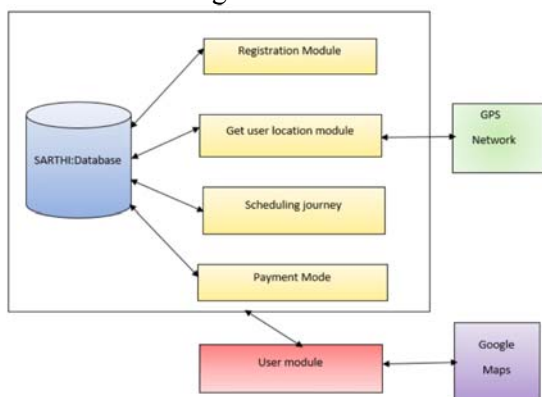 Registration Module
Get user location module
GPS
Network
SARTHI:Database
Scheduling journey
Payment Mode
User module
Google
Maps